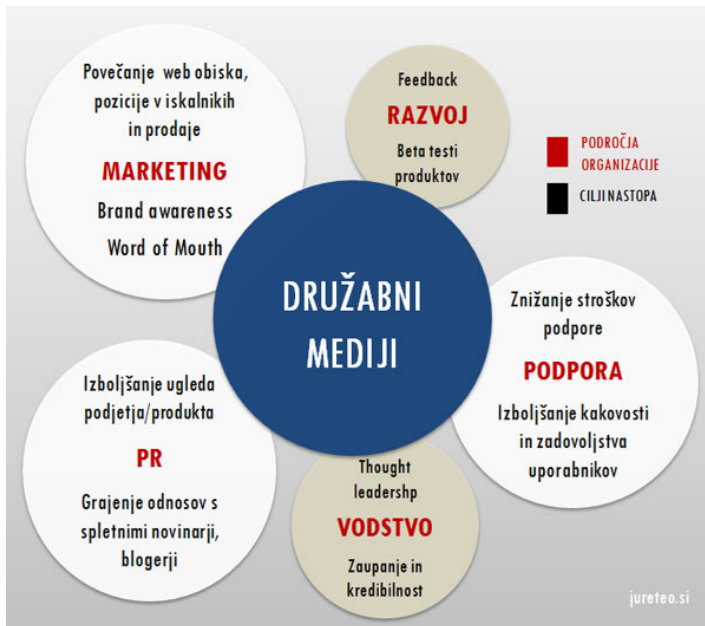 Povečanje web obiska,
pozicije v iskalnikih
in prodaje
MARKETING
Brand awareness
Word of Mouth
Feedback
RAZVOJ
Beta testi
produktov
PODROČJA
ORGANIZACIJE
CILJI NASTOPA
DRUŽABNI
MEDIJI
Znižanje stroškov
podpore
PODPORA
Izboljšanje kakovosti
in zadovoljstva
uporabnikov
Izboljšanje ugleda
podjetja/produkta
PR
Grajenje odnosov s
spletnimi novinarji,
blogerji
Thought
leadershp
VODSTVO
Zaupanje in
kredibilnost
jureteo.si